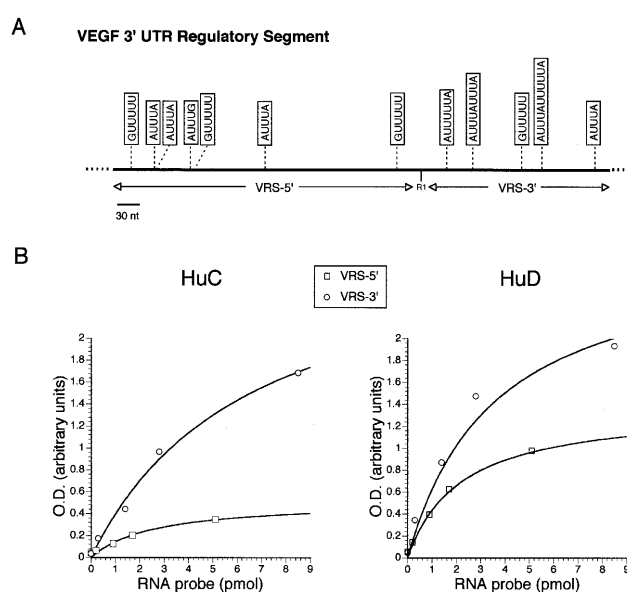 A
VEGF 3' UTR Regulatory Segment
GUUUUU
AUUUA
AUUUA
AUUUG
GUUUUU
AUUUA
GUUUUU
AUUUUUA
AUUUAUUUA
GUUUUU
AUUUAUUUUUA
AUUUA
VRS-5'
R1
VRS-3'
30 nt
B
HuC
VRS-5'
VRS-3'
HuD
2
1.8
1.6
1.4
1.2
1
0.8
0.6
0.4
0.2
0
O.D. (arbitrary units)
0 1 2 3 4 5 6 7 8 9
RNA probe (pmol)
2
1.8
1.6
1.4
1.2
1
0.8
0.6
0.4
0.2
0
O.D. (arbitrary units)
0 1 2 3 4 5 6 7 8 9
RNA probe (pmol)